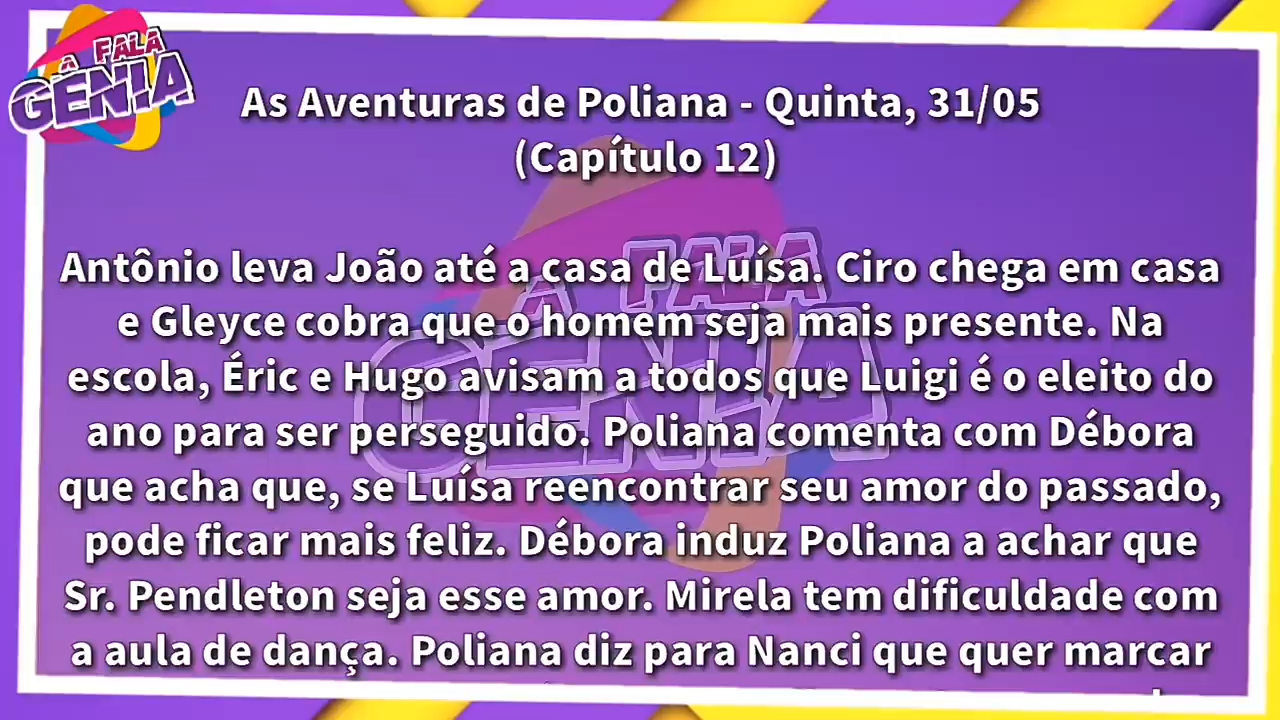 Â FALA
GÊNIA
As Aventuras de Poliana - Quinta, 31/05
(Capítulo 12)
Antônio leva João até a casa de Luísa. Ciro chega em casa
e Gleyce cobra que o homem seja mais presente. Na
escola, Éric e Hugo avisam a todos que Luigi é o eleito do
ano para ser perseguido. Poliana comenta com Débora
que acha que, se Luísa reencontrar seu amor do passado,
pode ficar mais feliz. Débora induz Poliana a achar que
Sr. Pendleton seja esse amor. Mirela tem dificuldade com
a aula de dança. Poliana diz para Nanci que quer marcar